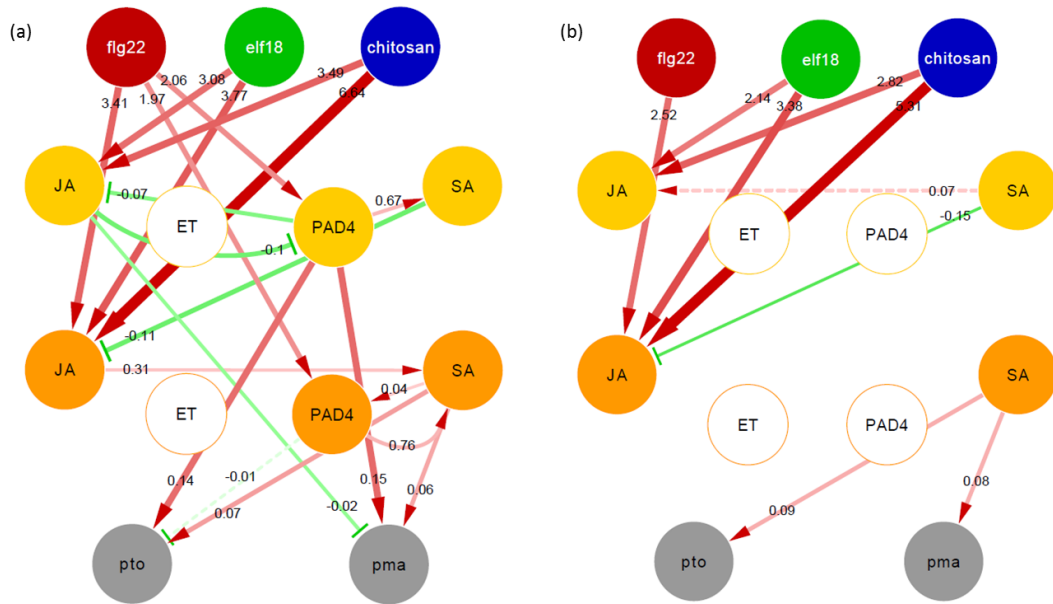 (a)
flg22
elf18
chitosan
2.06
3.08
3.49
3.41
1.97
3.77
6.64
JA
-0.07
ET
PAD4
0.67
SA
-0.1
-0.11
JA
0.31
ET
PAD4
0.04
SA
0.76
0.14
-0.01
0.07
-0.02
0.15
0.06
pto
pma
(b)
flg22
elf18
chitosan
2.52
2.14
3.38
2.82
5.31
JA
0.07
SA
-0.15
ET
PAD4
JA
ET
PAD4
SA
0.09
0.08
pto
pma